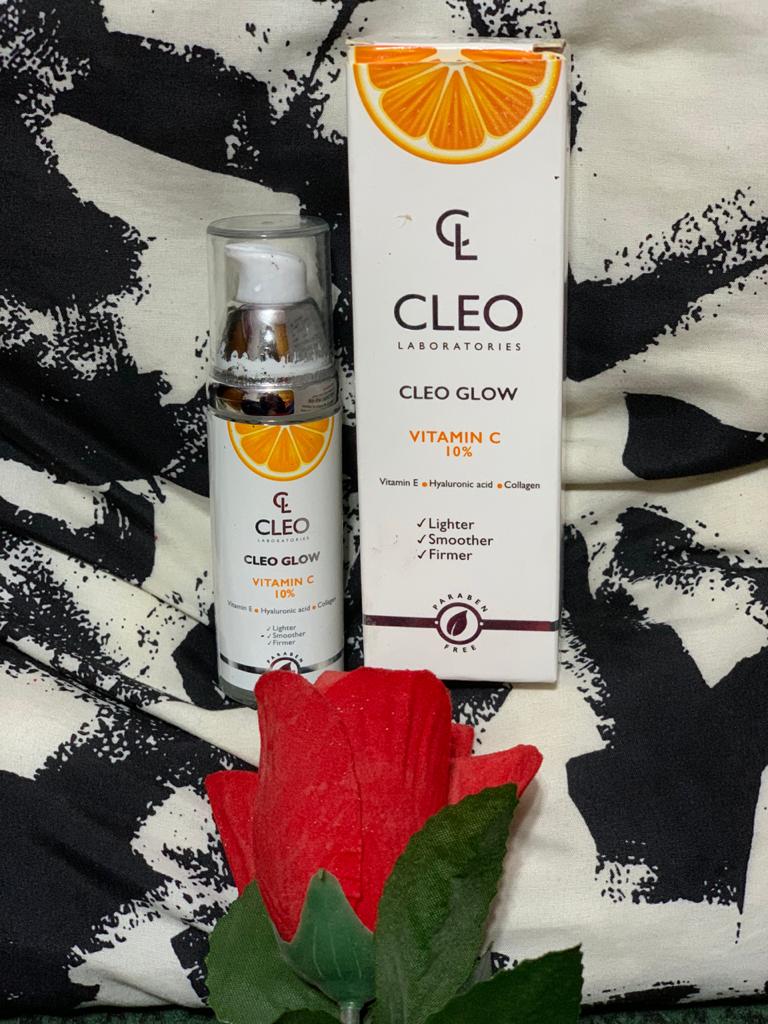 CL
CLEO
LABORATORIES
CLEO GLOW
VITAMIN C
10%
Vitamin E • Hyaluronic acid • Collagen
✓Lighter
✓Smoother
✓Firmer
PARABEN
FREE
CL
CLEO
LABORATORIES
CLEO GLOW
VITAMIN C
10%
Vitamin E • Hyaluronic acid • Collagen
✓Lighter
✓Smoother
✓Firmer
PARABEN